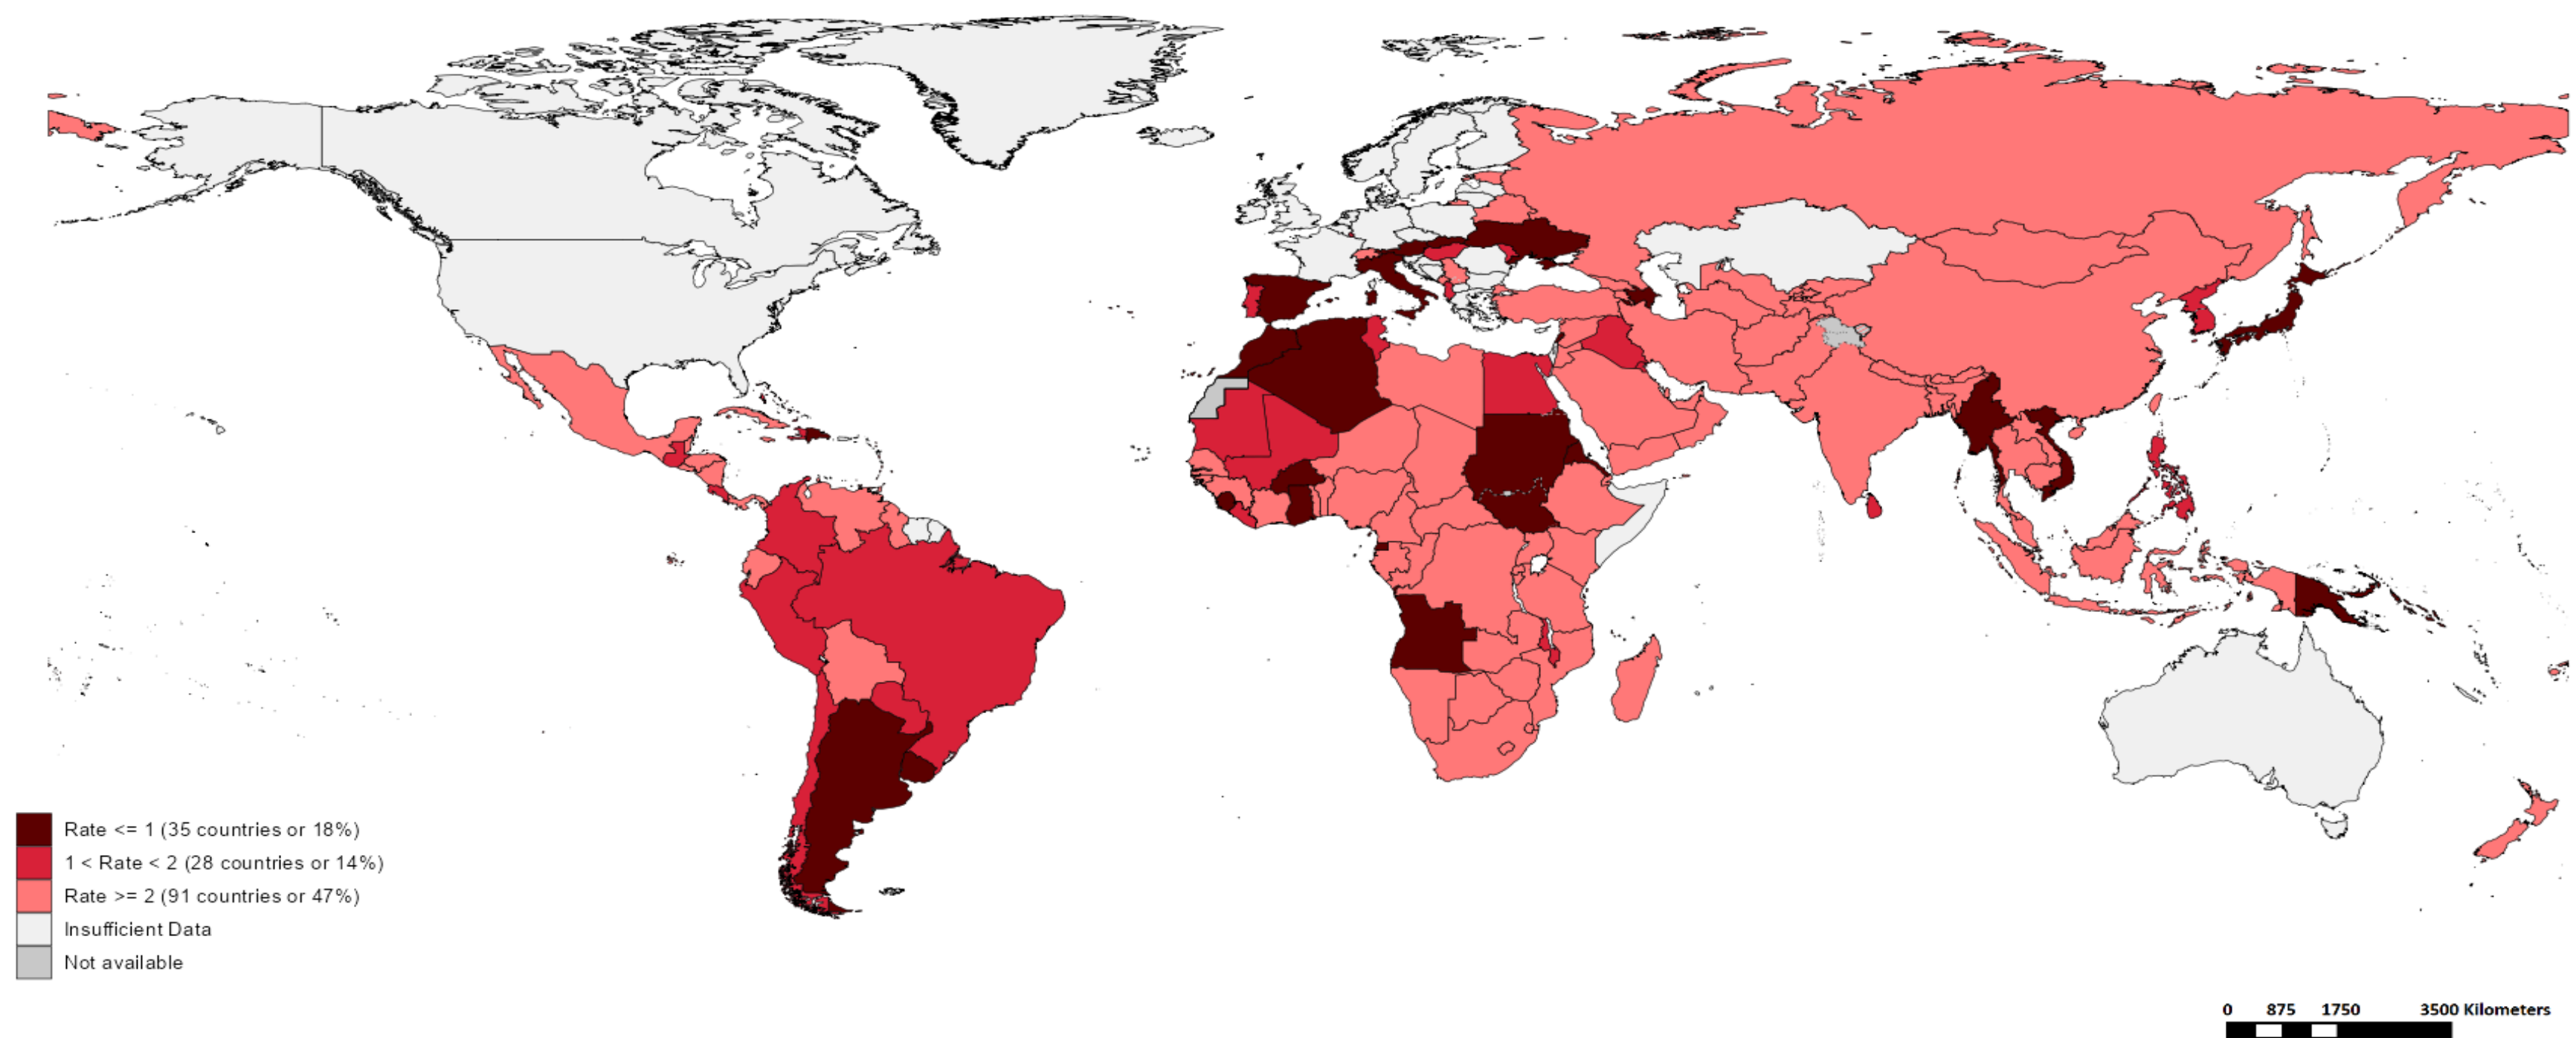 Rate <= 1 (35 countries or 18%)
1 < Rate < 2 (28 countries or 14%)
Rate >= 2 (91 countries or 47%)
Insufficient Data
Not available
0 875 1750 3500 Kilometers